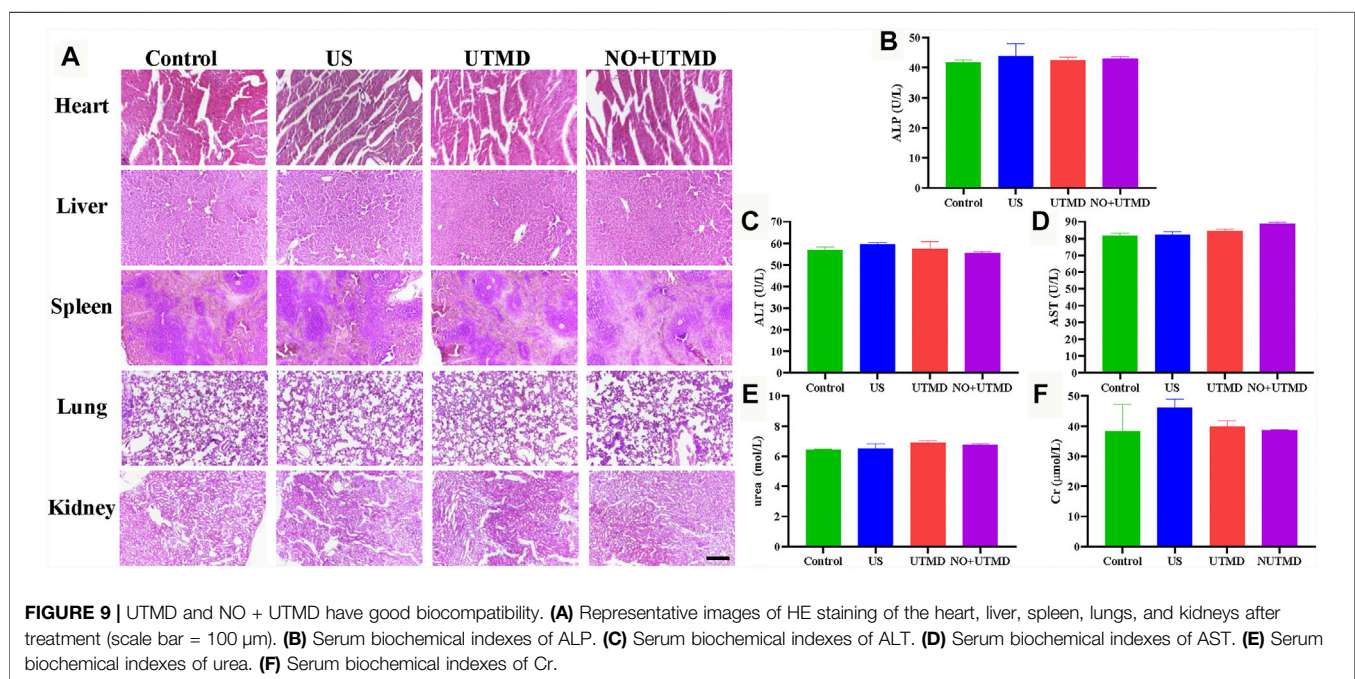 A
Control US UTMD NO+UTMD
Heart
Liver
Spleen
Lung
Kidney
B
ALP (U/L)
50
40
30
20
10
0
Control US UTMD NO+UTMD
C
ALT (U/L)
70
60
50
40
30
20
10
0
Control US UTMD NO+UTMD
D
AST (U/L)
90
80
70
60
50
40
30
20
10
0
Control US UTMD NO+UTMD
E
urea (mol/L)
10
8
6
4
2
0
Control US UTMD NO+UTMD
F
Cr (μmol/L)
50
40
30
20
10
0
Control US UTMD NUTMD
FIGURE 9 | UTMD and NO + UTMD have good biocompatibility. (A) Representative images of HE staining of the heart, liver, spleen, lungs, and kidneys after
treatment (scale bar = 100 μm). (B) Serum biochemical indexes of ALP. (C) Serum biochemical indexes of ALT. (D) Serum biochemical indexes of AST. (E) Serum
biochemical indexes of urea. (F) Serum biochemical indexes of Cr.